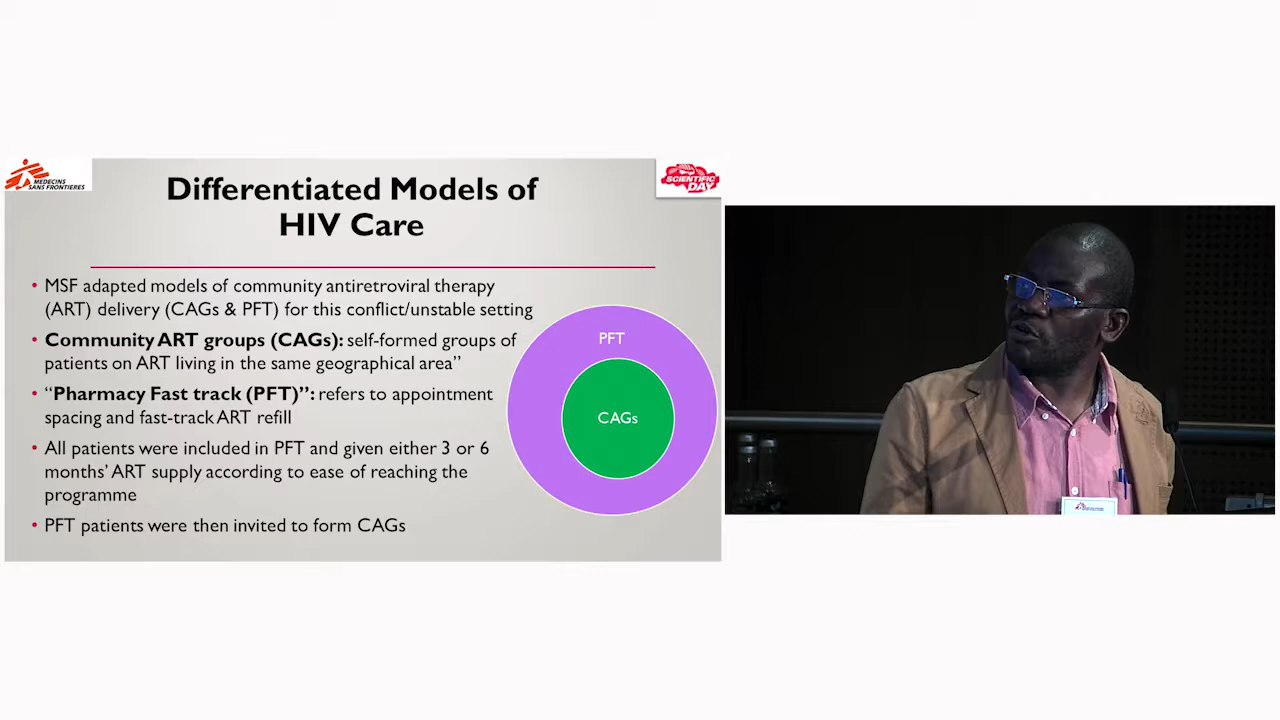 MEDECINS
SANS FRONTIERES
SCIENTIFIC
DAY
Differentiated Models of
HIV Care
• MSF adapted models of community antiretroviral therapy
(ART) delivery (CAGs & PFT) for this conflict/unstable setting
• Community ART groups (CAGs): self-formed groups of
patients on ART living in the same geographical area”
• “Pharmacy Fast track (PFT)”: refers to appointment
spacing and fast-track ART refill
• All patients were included in PFT and given either 3 or 6
months’ ART supply according to ease of reaching the
programme
• PFT patients were then invited to form CAGs
PFT
CAGs